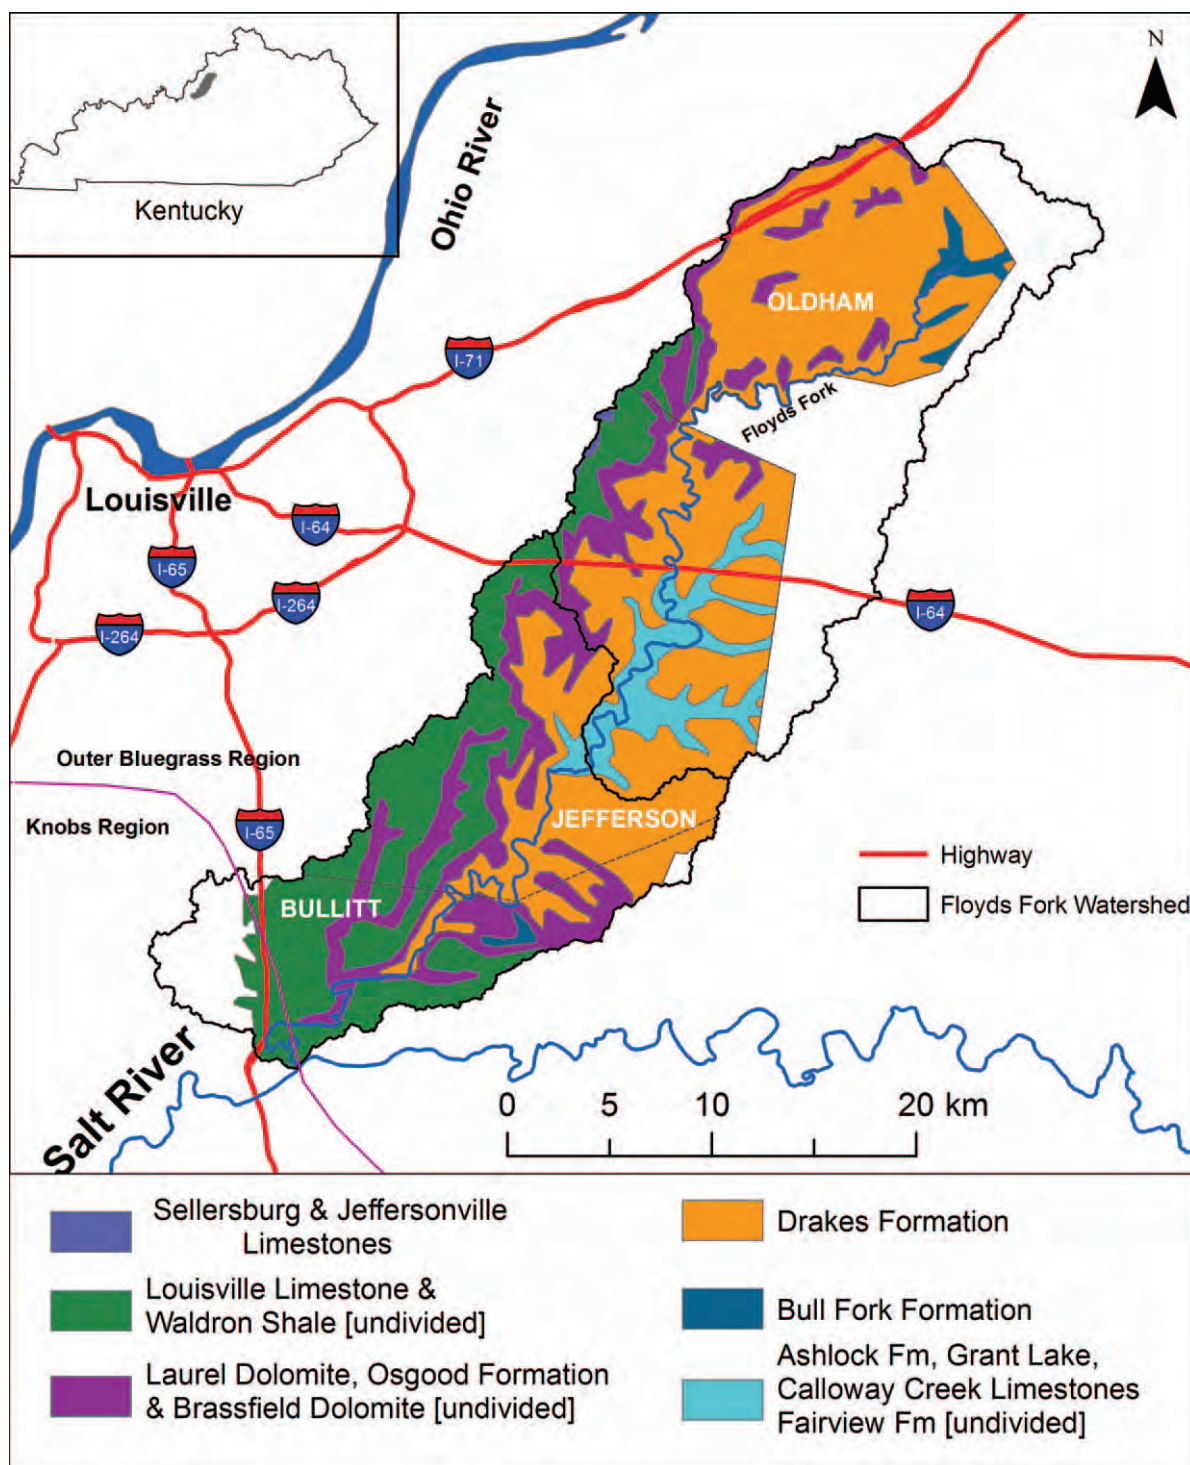 N
Kentucky
Ohio River
OLDHAM
I-71
Floyds Fork
Louisville
I-64
I-65
I-264
I-264
I-64
Outer Bluegrass Region
Knobs Region
I-65
JEFFERSON
BULLITT
Highway
Floyds Fork Watershed
Salt River
0 5 10 20 km
Sellersburg & Jeffersonville
Limestones
Louisville Limestone &
Waldron Shale [undivided]
Laurel Dolomite, Osgood Formation
& Brassfield Dolomite [undivided]
Drakes Formation
Bull Fork Formation
Ashlock Fm, Grant Lake,
Calloway Creek Limestones
Fairview Fm [undivided]